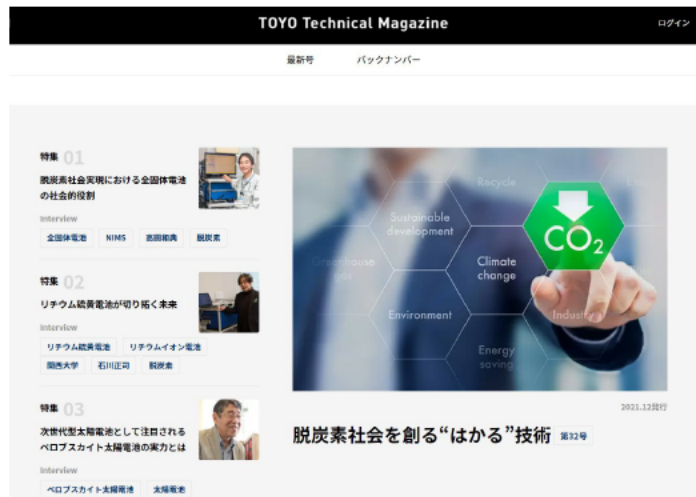 TOYO Technical Magazine
ログイン
最新号
バックナンバー
特集 01
脱炭素社会実現における全固体電池
の社会的役割
Interview
全固体電池
NIMS
高田和典
脱炭素
特集 02
リチウム硫黄電池が切り拓く未来
Interview
リチウム硫黄電池
リチウムイオン電池
関西大学
石川正司
脱炭素
特集 03
次世代型太陽電池として注目される
ペロブスカイト太陽電池の実力とは
Interview
ペロブスカイト太陽電池
太陽電池
Recycle
Sustainable
development
CO2
Greenhouse
gas
Climate
change
Environment
Industry
Energy
saving
2021.12発行
脱炭素社会を創る“はかる”技術
第32号